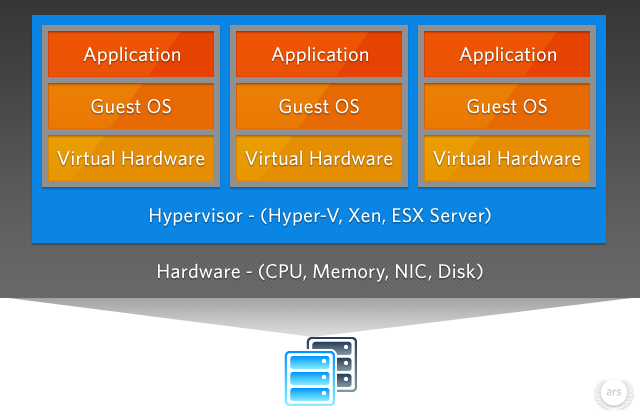 Application Application Application
Guest OS Guest OS Guest OS
Virtual Hardware Virtual Hardware Virtual Hardware
Hypervisor - (Hyper-V, Xen, ESX Server)
Hardware - (CPU, Memory, NIC, Disk)
ars